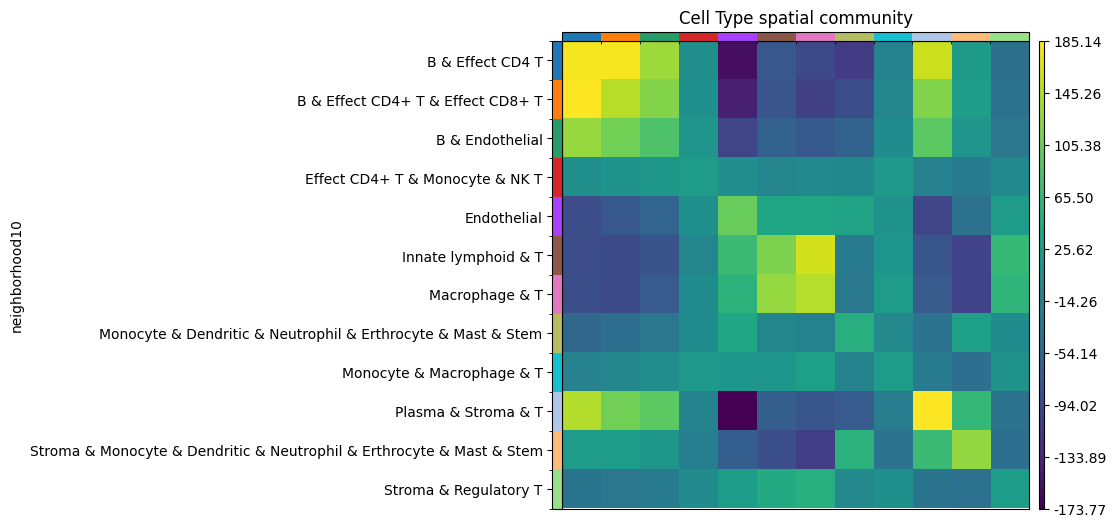 Cell Type spatial community
B & Effect CD4 T
B & Effect CD4+ T & Effect CD8+ T
B & Endothelial
Effect CD4+ T & Monocyte & NK T
Endothelial
Innate lymphoid & T
Macrophage & T
Monocyte & Dendritic & Neutrophil & Erthrocyte & Mast & Stem
Monocyte & Macrophage & T
Plasma & Stroma & T
Stroma & Monocyte & Dendritic & Neutrophil & Erthrocyte & Mast & Stem
Stroma & Regulatory T
neighborhood10
185.14
145.26
105.38
65.50
25.62
-14.26
-54.14
-94.02
-133.89
-173.77